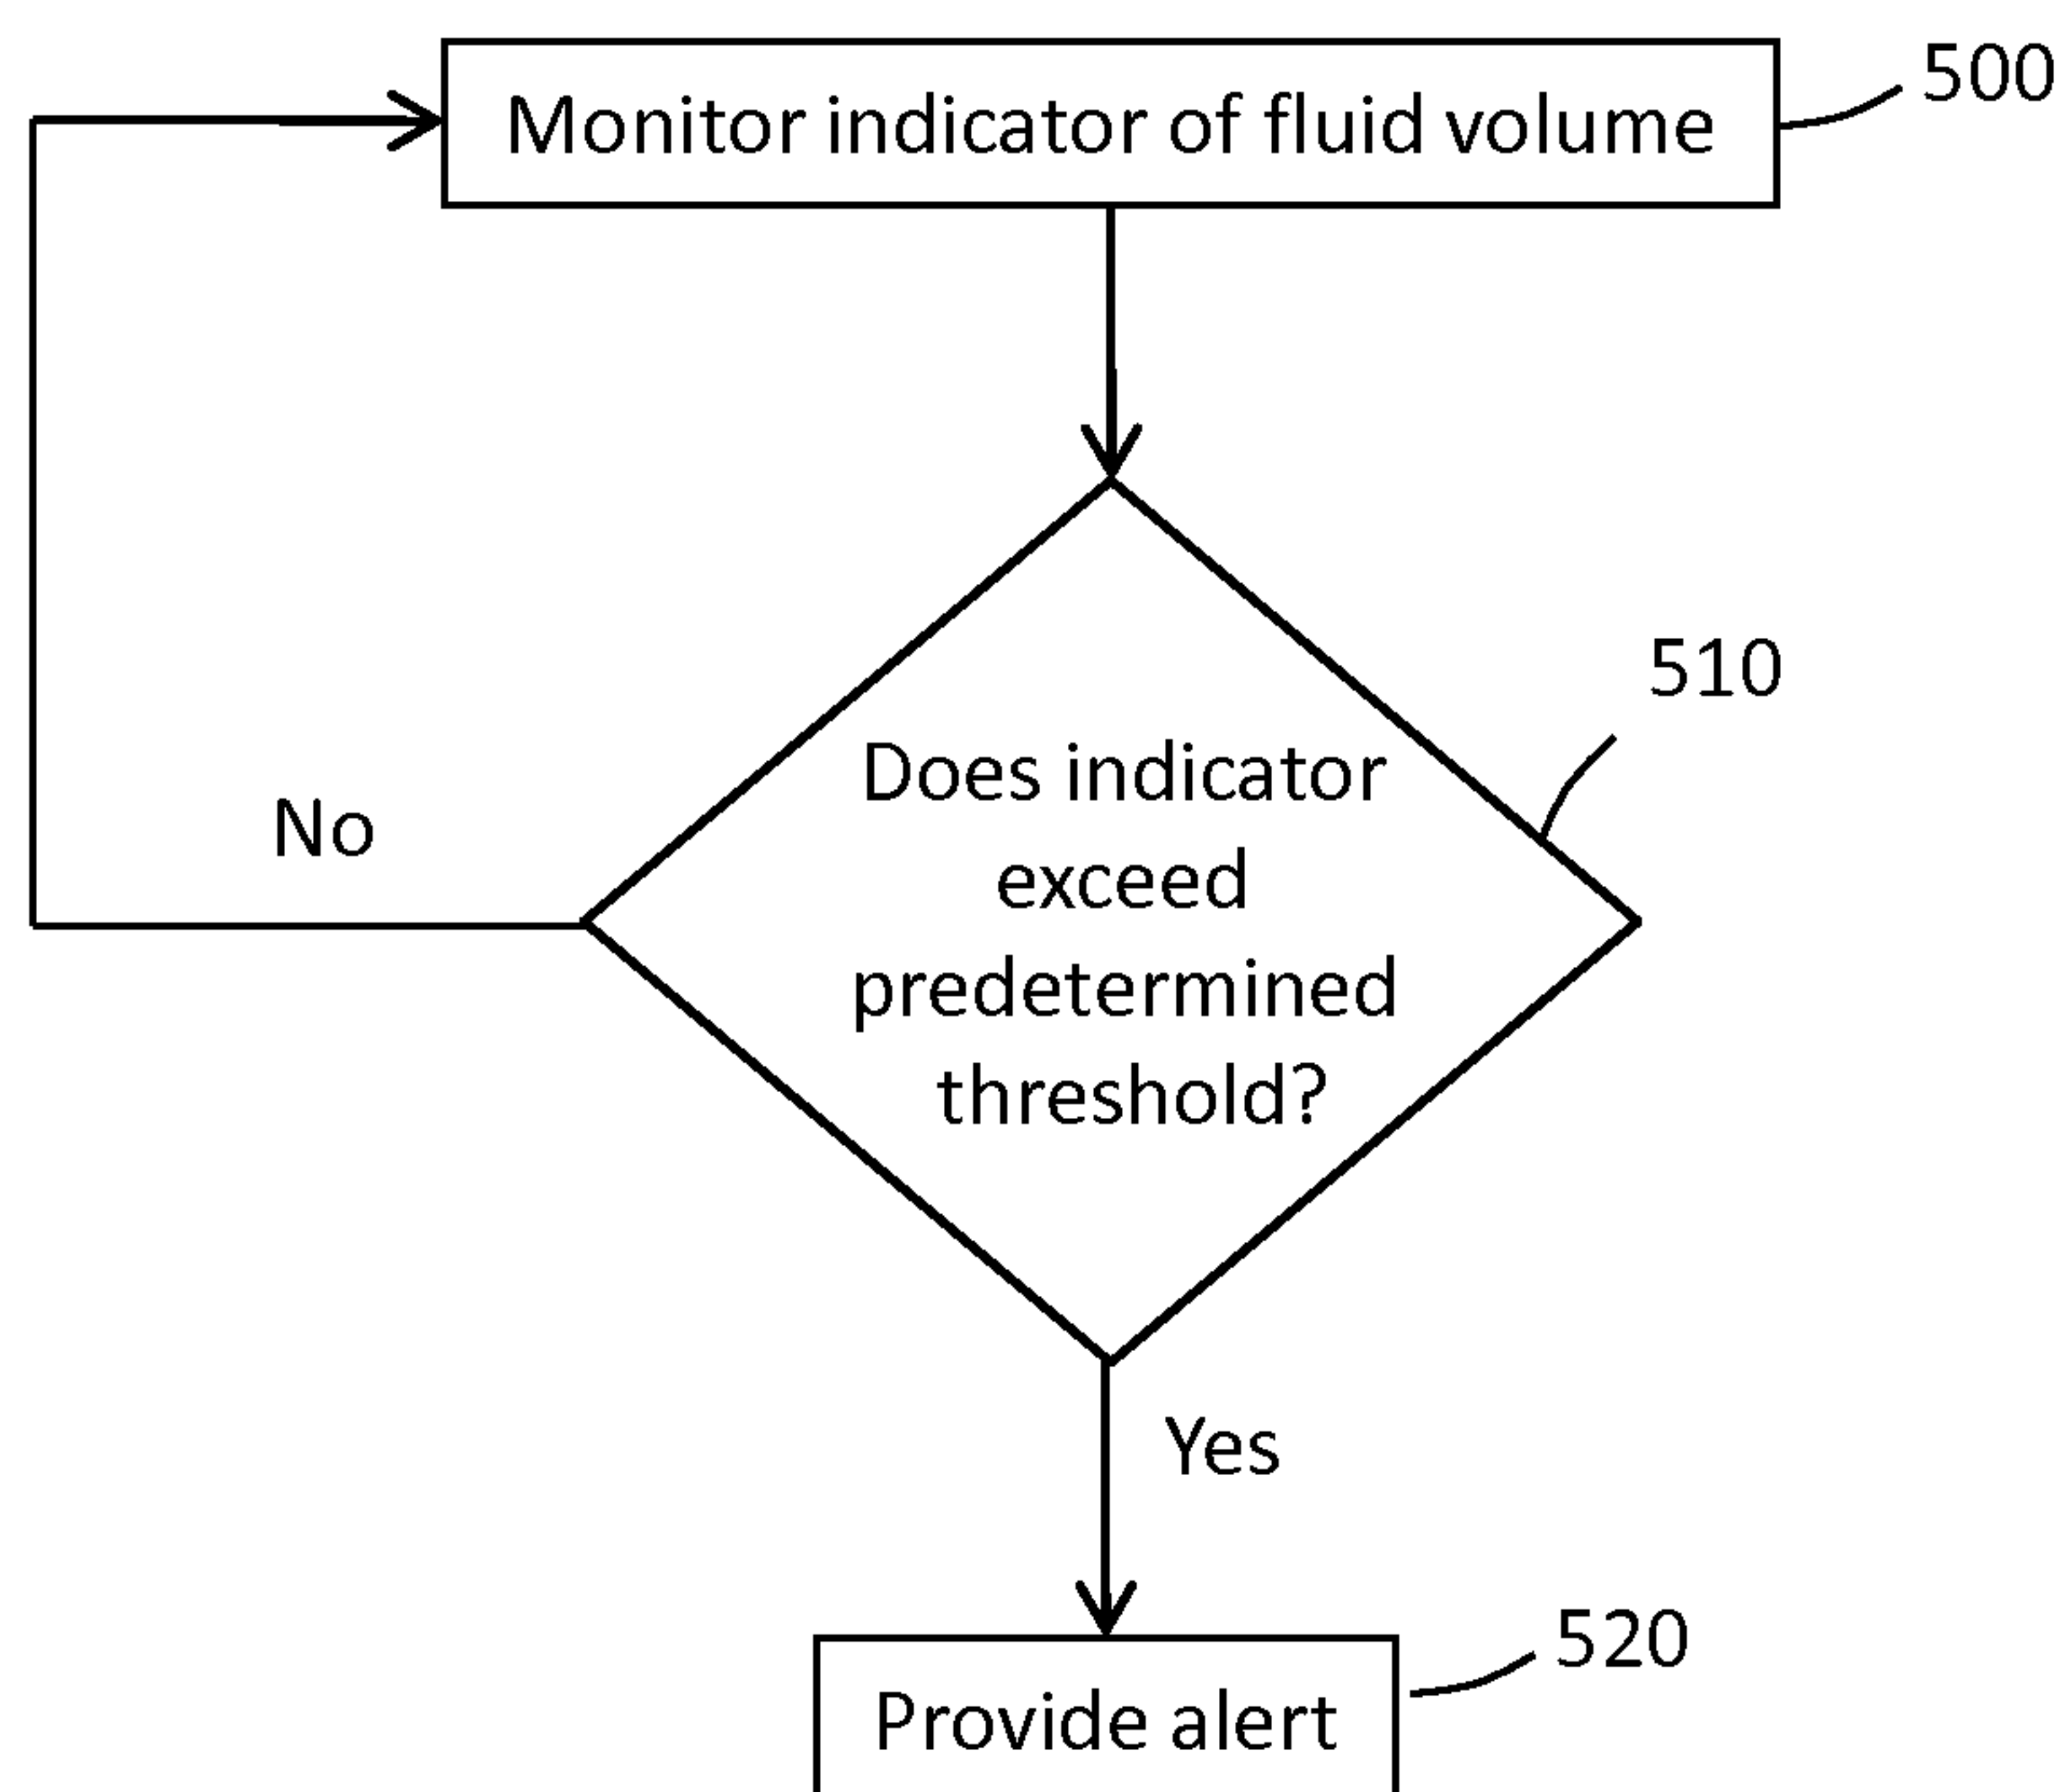 Monitor indicator of fluid volume
500
510
Does indicator
exceed
predetermined
threshold?
No
Yes
520
Provide alert